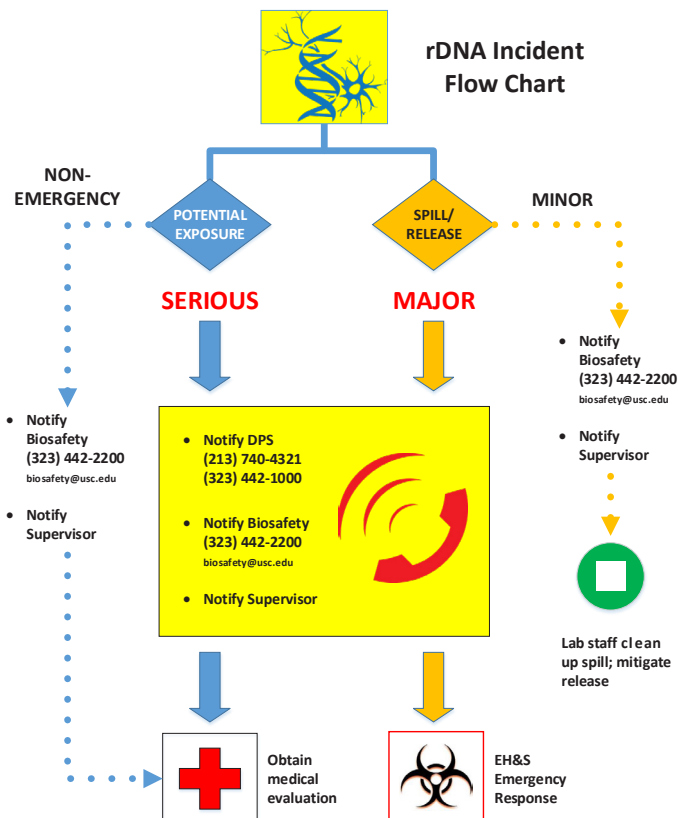 rDNA Incident
Flow Chart
NON-
EMERGENCY
POTENTIAL
EXPOSURE
SPILL/
RELEASE
MINOR
SERIOUS
MAJOR
• Notify
Biosafety
(323) 442-2200
biosafety@usc.edu
• Notify
Supervisor
• Notify DPS
(213) 740-4321
(323) 442-1000
• Notify Biosafety
(323) 442-2200
biosafety@usc.edu
• Notify Supervisor
• Notify
Biosafety
(323) 442-2200
biosafety@usc.edu
• Notify
Supervisor
Lab staff clean
up spill; mitigate
release
Obtain
medical
evaluation
EH&S
Emergency
Response